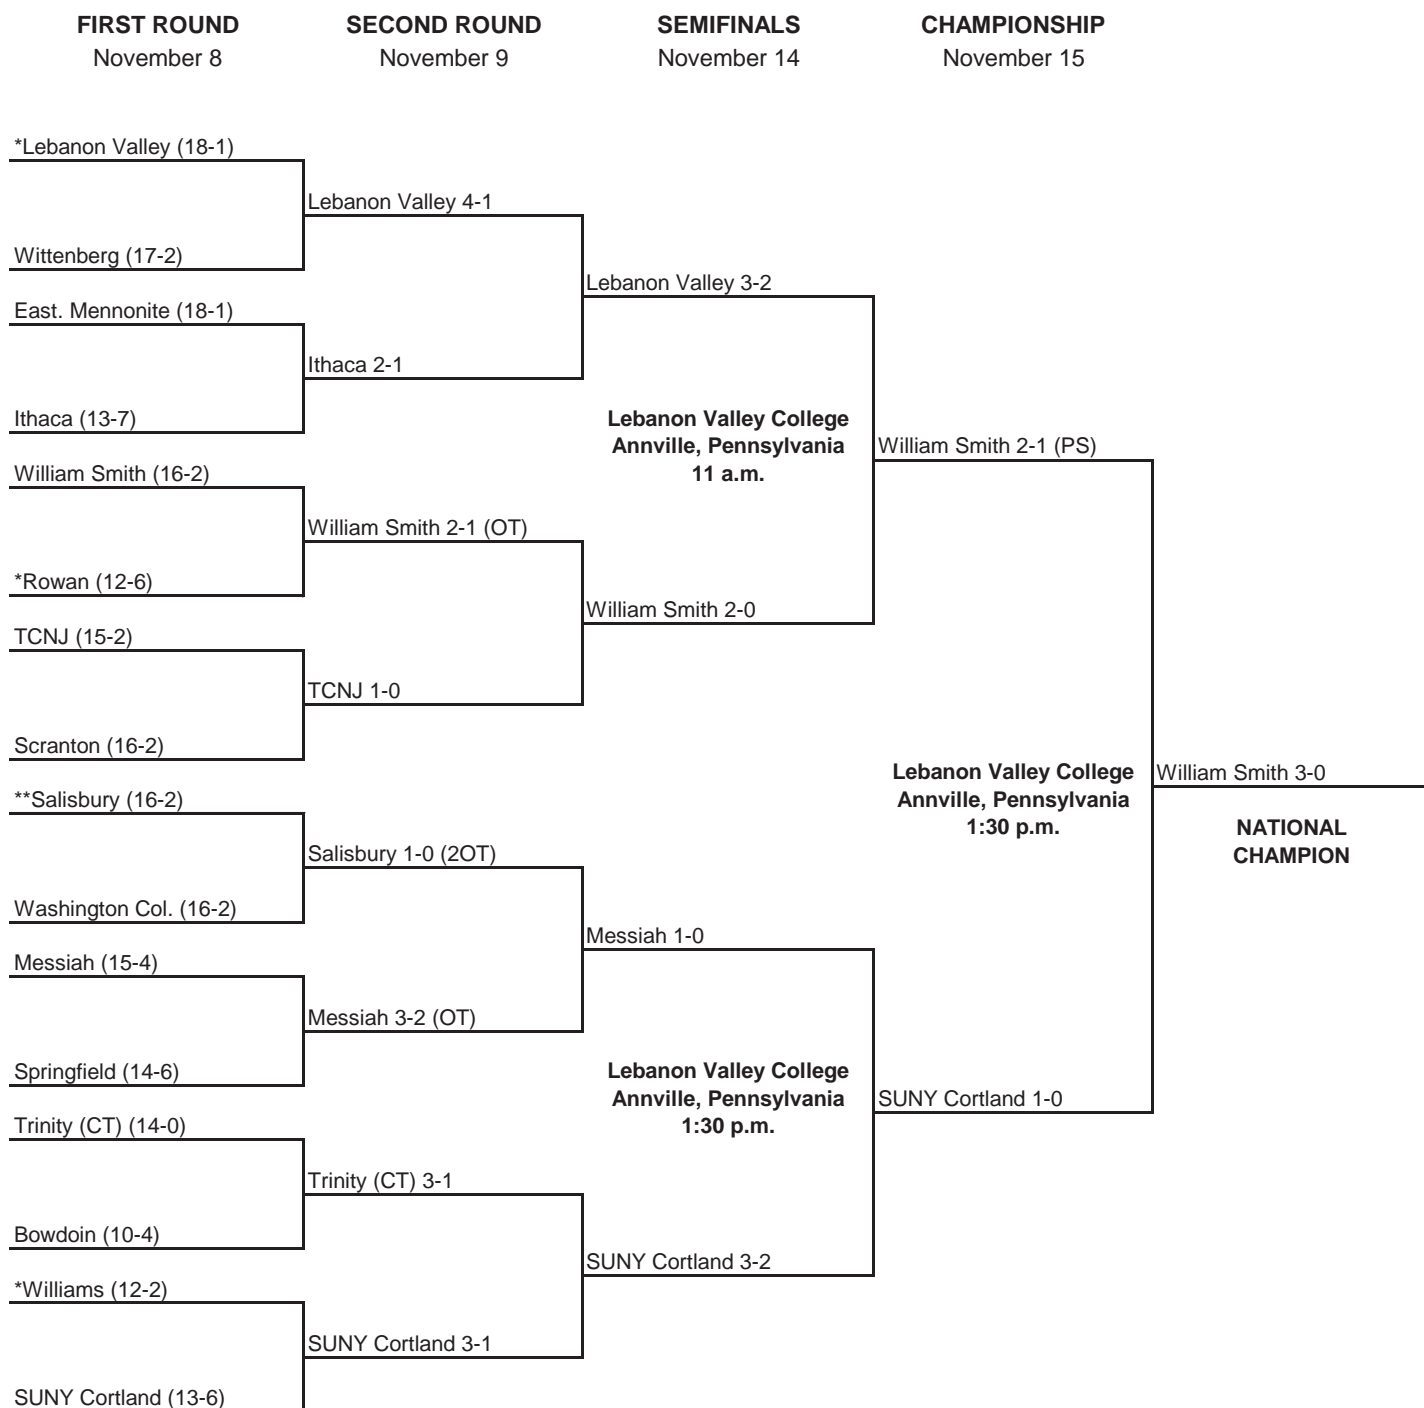 FIRST ROUND
November 8
SECOND ROUND
November 9
SEMIFINALS
November 14
CHAMPIONSHIP
November 15
*Lebanon Valley (18-1)
Wittenberg (17-2)
East. Mennonite (18-1)
Ithaca (13-7)
William Smith (16-2)
*Rowan (12-6)
TCNJ (15-2)
Scranton (16-2)
**Salisbury (16-2)
Washington Col. (16-2)
Messiah (15-4)
Springfield (14-6)
Trinity (CT) (14-0)
Bowdoin (10-4)
*Williams (12-2)
SUNY Cortland (13-6)
Lebanon Valley 4-1
Ithaca 2-1
William Smith 2-1 (OT)
TCNJ 1-0
Salisbury 1-0 (2OT)
Messiah 3-2 (OT)
Trinity (CT) 3-1
SUNY Cortland 3-1
Lebanon Valley 3-2
Lebanon Valley College
Annville, Pennsylvania
11 a.m.
William Smith 2-0
Messiah 1-0
Lebanon Valley College
Annville, Pennsylvania
1:30 p.m.
SUNY Cortland 3-2
William Smith 2-1 (PS)
Lebanon Valley College
Annville, Pennsylvania
1:30 p.m.
SUNY Cortland 1-0
William Smith 3-0
NATIONAL
CHAMPION